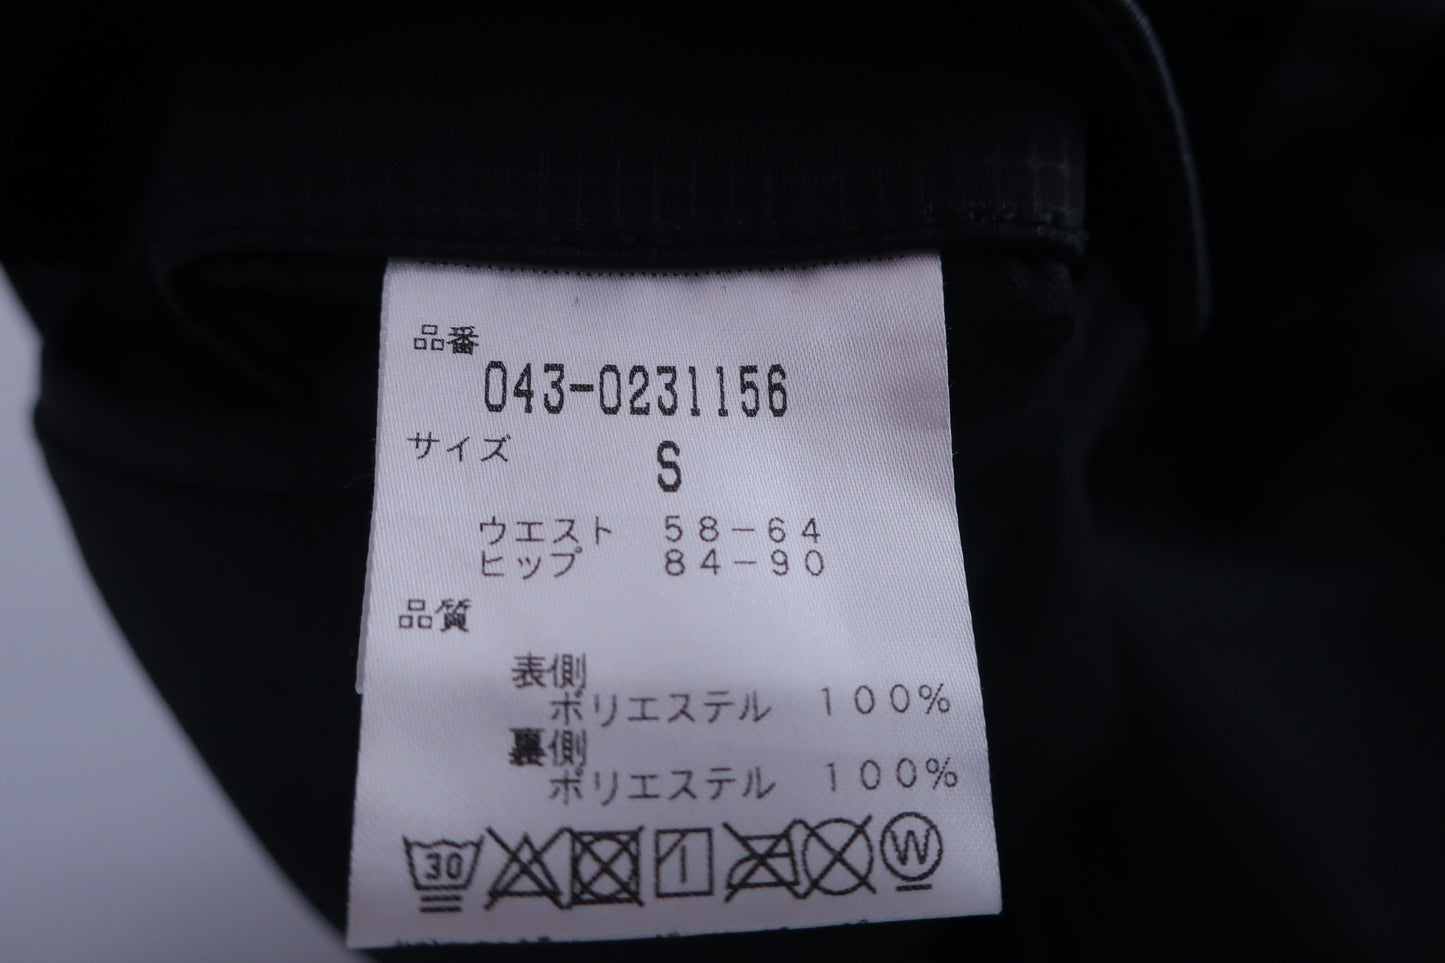 品番
043-0231156
サイズ S
ウエスト 58-64
ヒップ 84-90
品質
表側
ポリエステル 100%
裏側
ポリエステル 100%
30 W